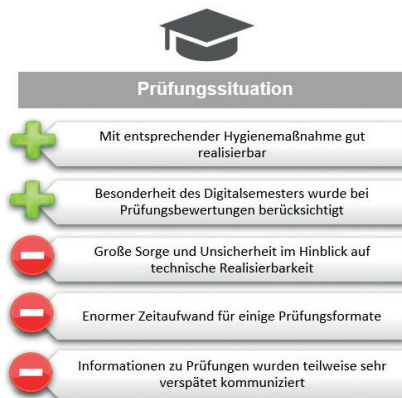 Prüfungssituation
Mit entsprechender Hygienemaßnahme gut
realisierbar
Besonderheit des Digitalsemesters wurde bei
Prüfungsbewertungen berücksichtigt
Große Sorge und Unsicherheit im Hinblick auf
technische Realisierbarkeit
Enormer Zeitaufwand für einige Prüfungsformate
Informationen zu Prüfungen wurden teilweise sehr
verspätet kommuniziert